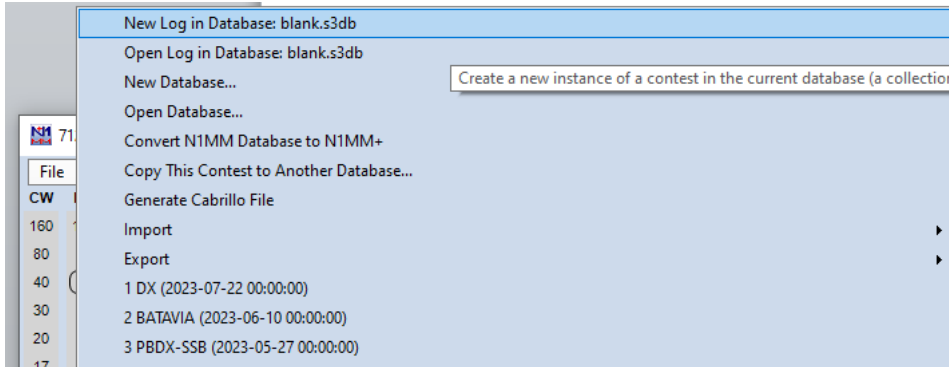 New Log in Database: blank.s3db
Open Log in Database: blank.s3db
New Database...
Create a new instance of a contest in the current database (a collection
Open Database...
N1MM 71
Convert N1MM Database to N1MM+
File
Copy This Contest to Another Database...
CW
Generate Cabrillo File
160
Import
80
Export
40
1 DX (2023-07-22 00:00:00)
30
2 BATAVIA (2023-06-10 00:00:00)
20
3 PBDX-SSB (2023-05-27 00:00:00)
17